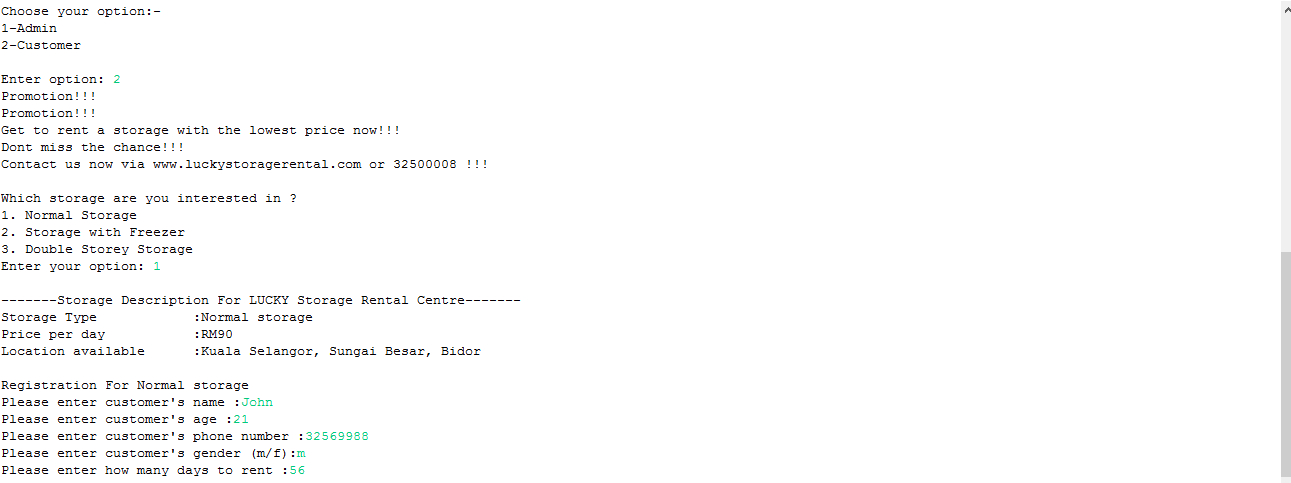 Choose your option:-
1-Admin
2-Customer
Enter option: 2
Promotion!!!
Promotion!!!
Get to rent a storage with the lowest price now!!!
Dont miss the chance!!!
Contact us now via www.luckystoragerental.com or 32500008 !!!
Which storage are you interested in ?
1. Normal Storage
2. Storage with Freezer
3. Double Storey Storage
Enter your option: 1
-------Storage Description For LUCKY Storage Rental Centre-------
Storage Type            :Normal storage
Price per day           :RM90
Location available      :Kuala Selangor, Sungai Besar, Bidor
Registration For Normal storage
Please enter customer's name :John
Please enter customer's age :21
Please enter customer's phone number :32569988
Please enter customer's gender (m/f):m
Please enter how many days to rent :56